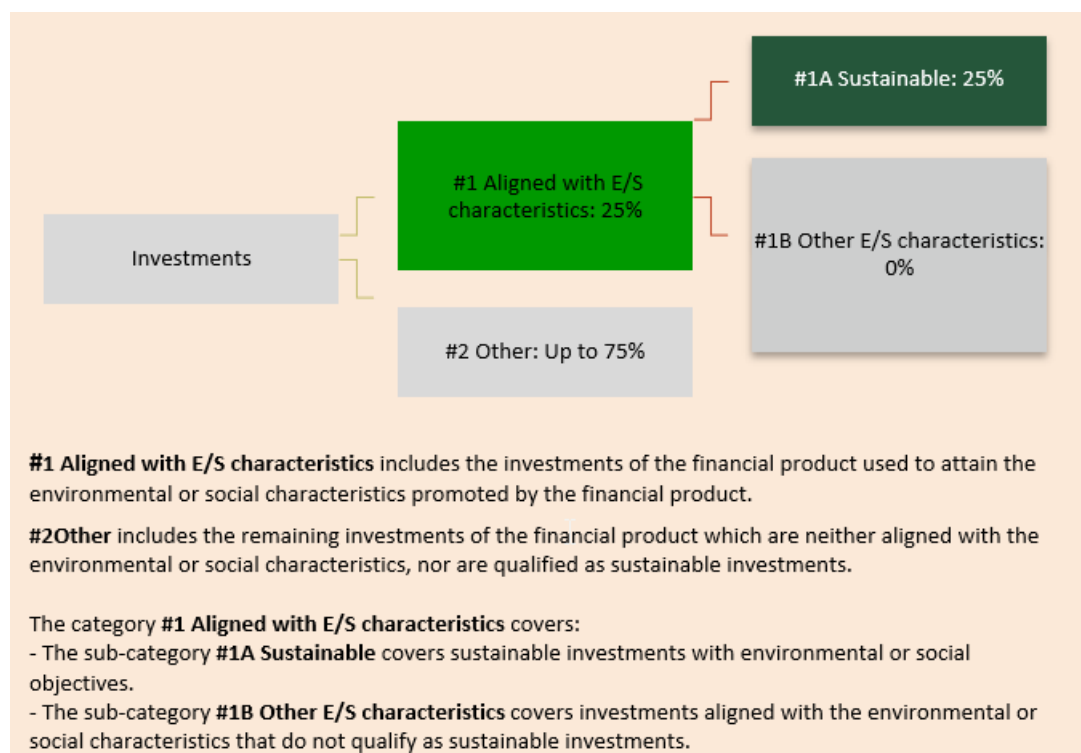 #1A Sustainable: 25%
#1 Aligned with E/S
characteristics: 25%
#1B Other E/S characteristics:
0%
Investments
#2 Other: Up to 75%
#1 Aligned with E/S characteristics includes the investments of the financial product used to attain the
environmental or social characteristics promoted by the financial product.
#2Other includes the remaining investments of the financial product which are neither aligned with the
environmental or social characteristics, nor are qualified as sustainable investments.
The category #1 Aligned with E/S characteristics covers:
- The sub-category #1A Sustainable covers sustainable investments with environmental or social
objectives.
- The sub-category #1B Other E/S characteristics covers investments aligned with the environmental or
social characteristics that do not qualify as sustainable investments.